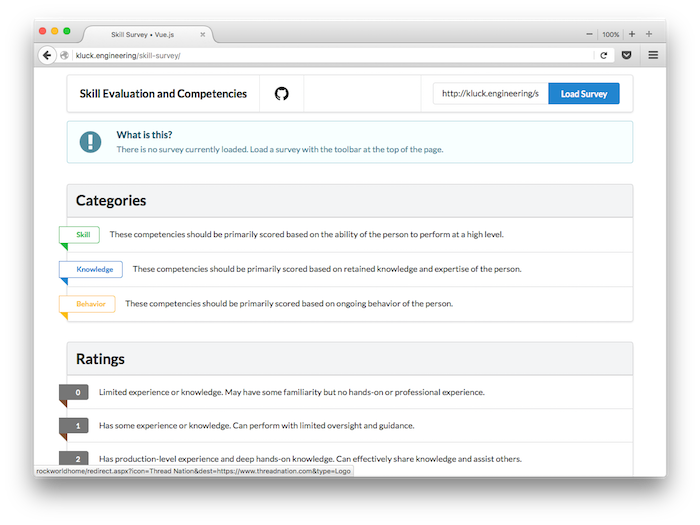 Skill Survey • Vue.js
100%
kluck.engineering/skill-survey/
Skill Evaluation and Competencies
http://kluck.engineering/s
Load Survey
What is this?
There is no survey currently loaded. Load a survey with the toolbar at the top of the page.
Categories
Skill These competencies should be primarily scored based on the ability of the person to perform at a high level.
Knowledge These competencies should be primarily scored based on retained knowledge and expertise of the person.
Behavior These competencies should be primarily scored based on ongoing behavior of the person.
Ratings
0 Limited experience or knowledge. May have some familiarity but no hands-on or professional experience.
1 Has some experience or knowledge. Can perform with limited oversight and guidance.
2 Has production-level experience and deep hands-on knowledge. Can effectively share knowledge and assist others.
rockworldhome/redirect.aspx?icon=Thread Nation&dest=https://www.threadnation.com&type=Logo